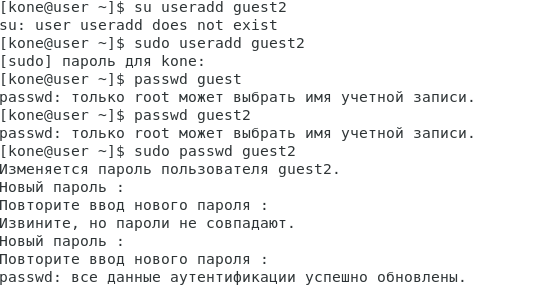 [kone@user ~]$ su useradd guest2
su: user useradd does not exist
[kone@user ~]$ sudo useradd guest2
[sudo] пароль для kone:
[kone@user ~]$ passwd guest
passwd: только root может выбрать имя учетной записи.
[kone@user ~]$ passwd guest2
passwd: только root может выбрать имя учетной записи.
[kone@user ~]$ sudo passwd guest2
Изменяется пароль пользователя guest2.
Новый пароль :
Повторите ввод нового пароля :
Извините, но пароли не совпадают.
Новый пароль :
Повторите ввод нового пароля :
passwd: все данные аутентификации успешно обновлены.